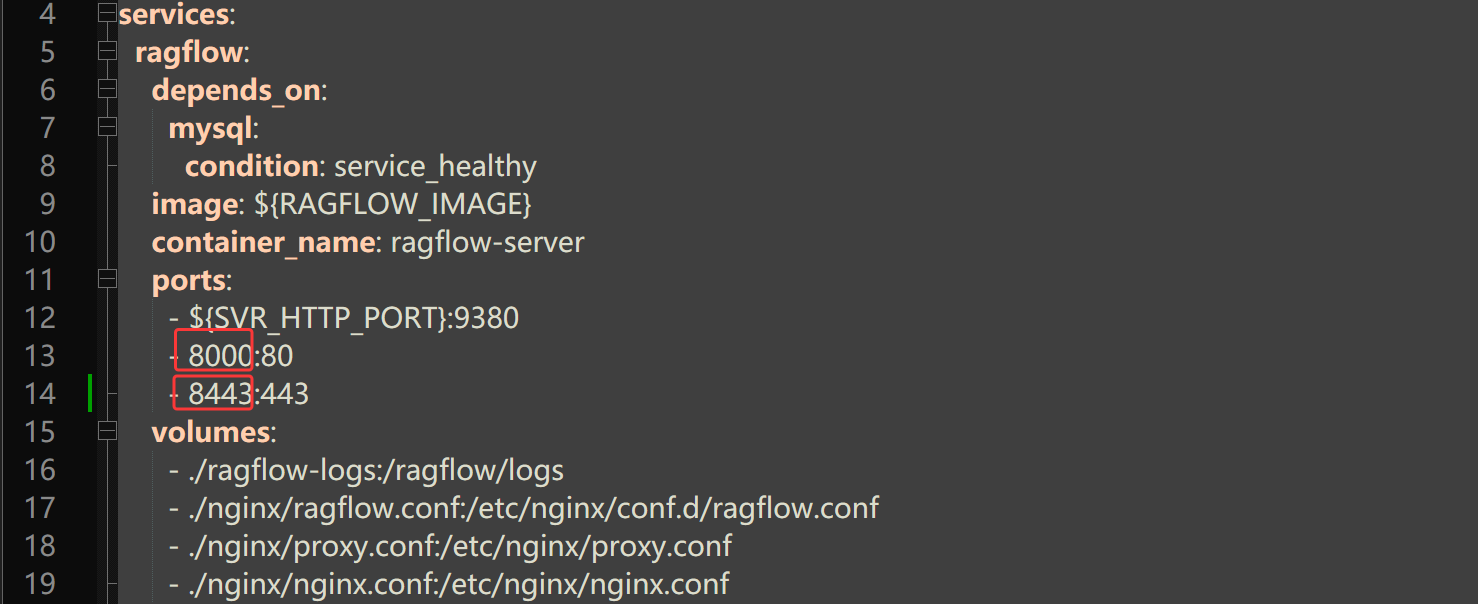 4 services:
5 ragflow:
6 depends_on:
7 mysql:
8 condition: service_healthy
9 image: ${RAGFLOW_IMAGE}
10 container_name: ragflow-server
11 ports:
12 - ${SVR_HTTP_PORT}:9380
13 - 8000:80
14 - 8443:443
15 volumes:
16 - ./ragflow-logs:/ragflow/logs
17 - ./nginx/ragflow.conf:/etc/nginx/conf.d/ragflow.conf
18 - ./nginx/proxy.conf:/etc/nginx/proxy.conf
19 - ./nginx/nginx.conf:/etc/nginx/nginx.conf